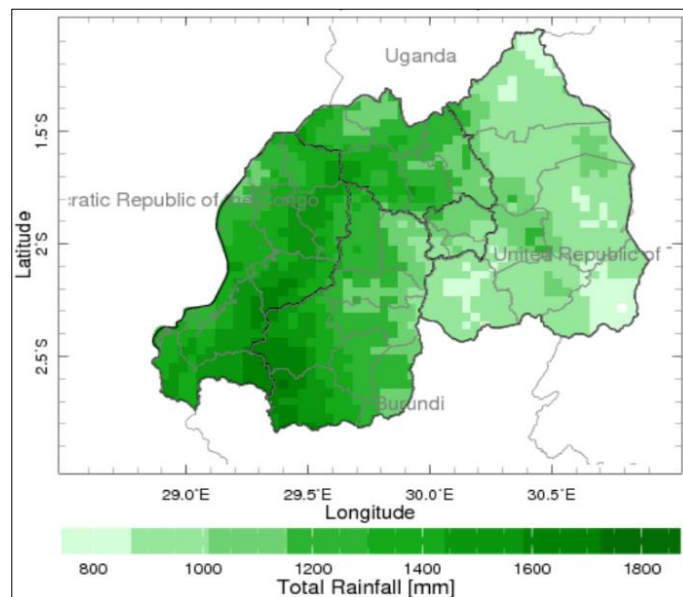 Uganda
1.5°S
cratic Republic of the Congo
2°S
United Republic of
Latitude
2.5°S
Burundi
29.0°E 29.5°E 30.0°E 30.5°E
Longitude
800 1000 1200 1400 1600 1800
Total Rainfall [mm]